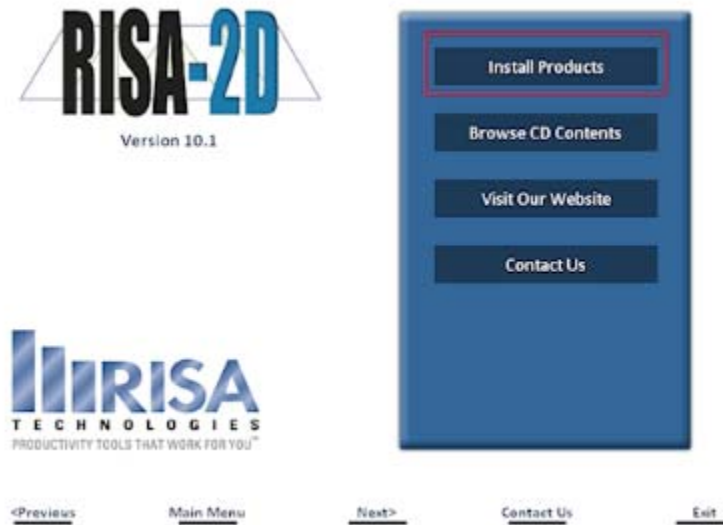 RISA-2D
Version 10.1
Install Products
Browse CD Contents
Visit Our Website
Contact Us
RISA
TECHNOLOGIES
PRODUCTIVITY TOOLS THAT WORK FOR YOU™
<Previous Main Menu Next> Contact Us Exit